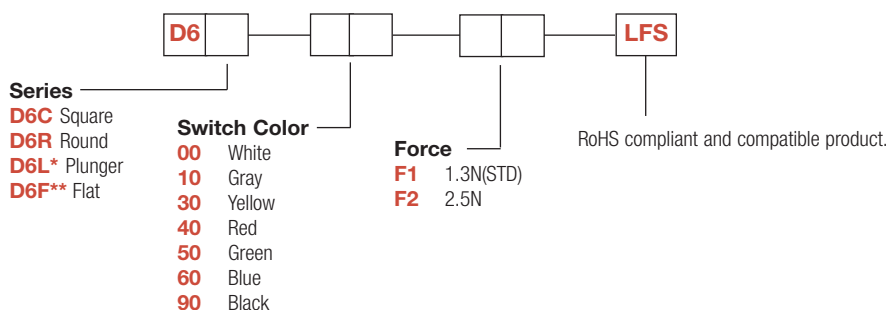 D6 LFS
Series
D6C Square
D6R Round
D6L* Plunger
D6F** Flat
Switch Color
00 White
10 Gray
30 Yellow
40 Red
50 Green
60 Blue
90 Black
Force
F1 1.3N(STD)
F2 2.5N
RoHS compliant and compatible product.